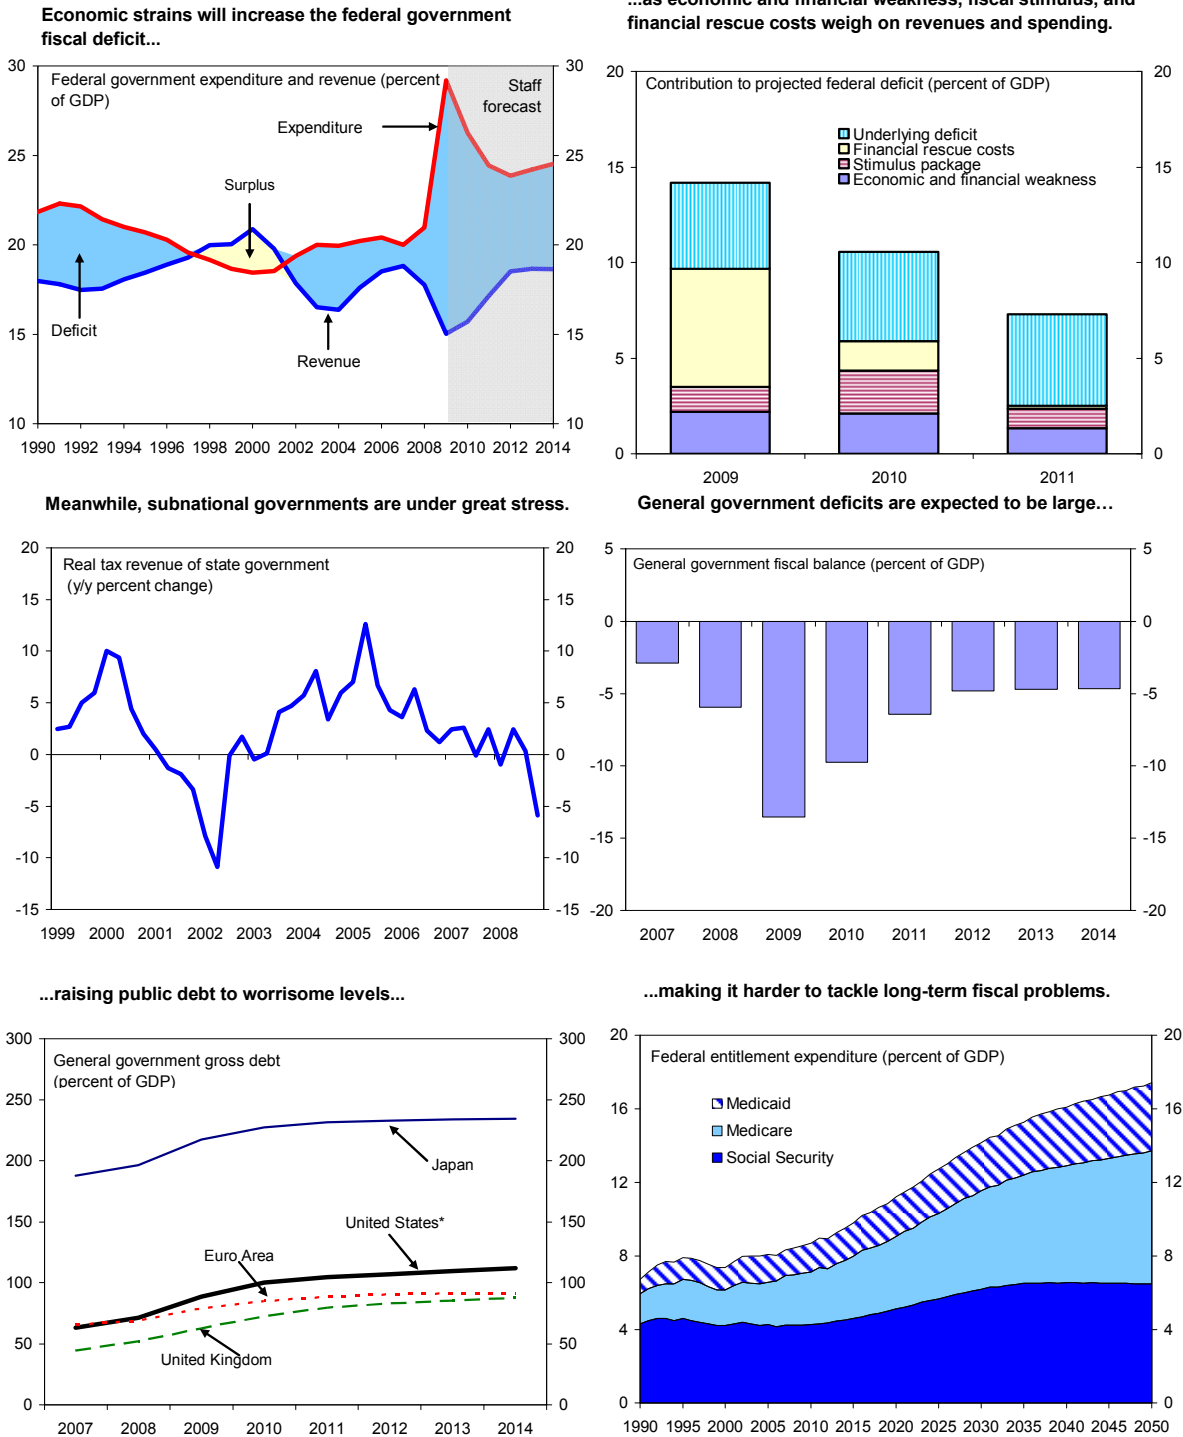 Economic strains will increase the federal government
fiscal deficit...
Federal government expenditure and revenue (percent
of GDP)
Staff
forecast
Expenditure
Surplus
Deficit
Revenue
30
25
20
15
10
30
25
20
15
10
1990 1992 1994 1996 1998 2000 2002 2004 2006 2008 2010 2012 2014
...as economic and financial weakness, fiscal stimulus, and
financial rescue costs weigh on revenues and spending.
Contribution to projected federal deficit (percent of GDP)
Underlying deficit
Financial rescue costs
Stimulus package
Economic and financial weakness
20
15
10
5
0
20
15
10
5
0
2009 2010 2011
Meanwhile, subnational governments are under great stress.
Real tax revenue of state government
(y/y percent change)
20
15
10
5
0
-5
-10
-15
20
15
10
5
0
-5
-10
-15
1999 2000 2001 2002 2003 2004 2005 2006 2007 2008
General government deficits are expected to be large…
General government fiscal balance (percent of GDP)
5
0
-5
-10
-15
-20
5
0
-5
-10
-15
-20
2007 2008 2009 2010 2011 2012 2013 2014
...raising public debt to worrisome levels...
General government gross debt
(percent of GDP)
Japan
United States*
Euro Area
United Kingdom
300
250
200
150
100
50
0
300
250
200
150
100
50
0
2007 2008 2009 2010 2011 2012 2013 2014
...making it harder to tackle long-term fiscal problems.
Federal entitlement expenditure (percent of GDP)
Medicaid
Medicare
Social Security
20
16
12
8
4
0
20
16
12
8
4
0
1990 1995 2000 2005 2010 2015 2020 2025 2030 2035 2040 2045 2050